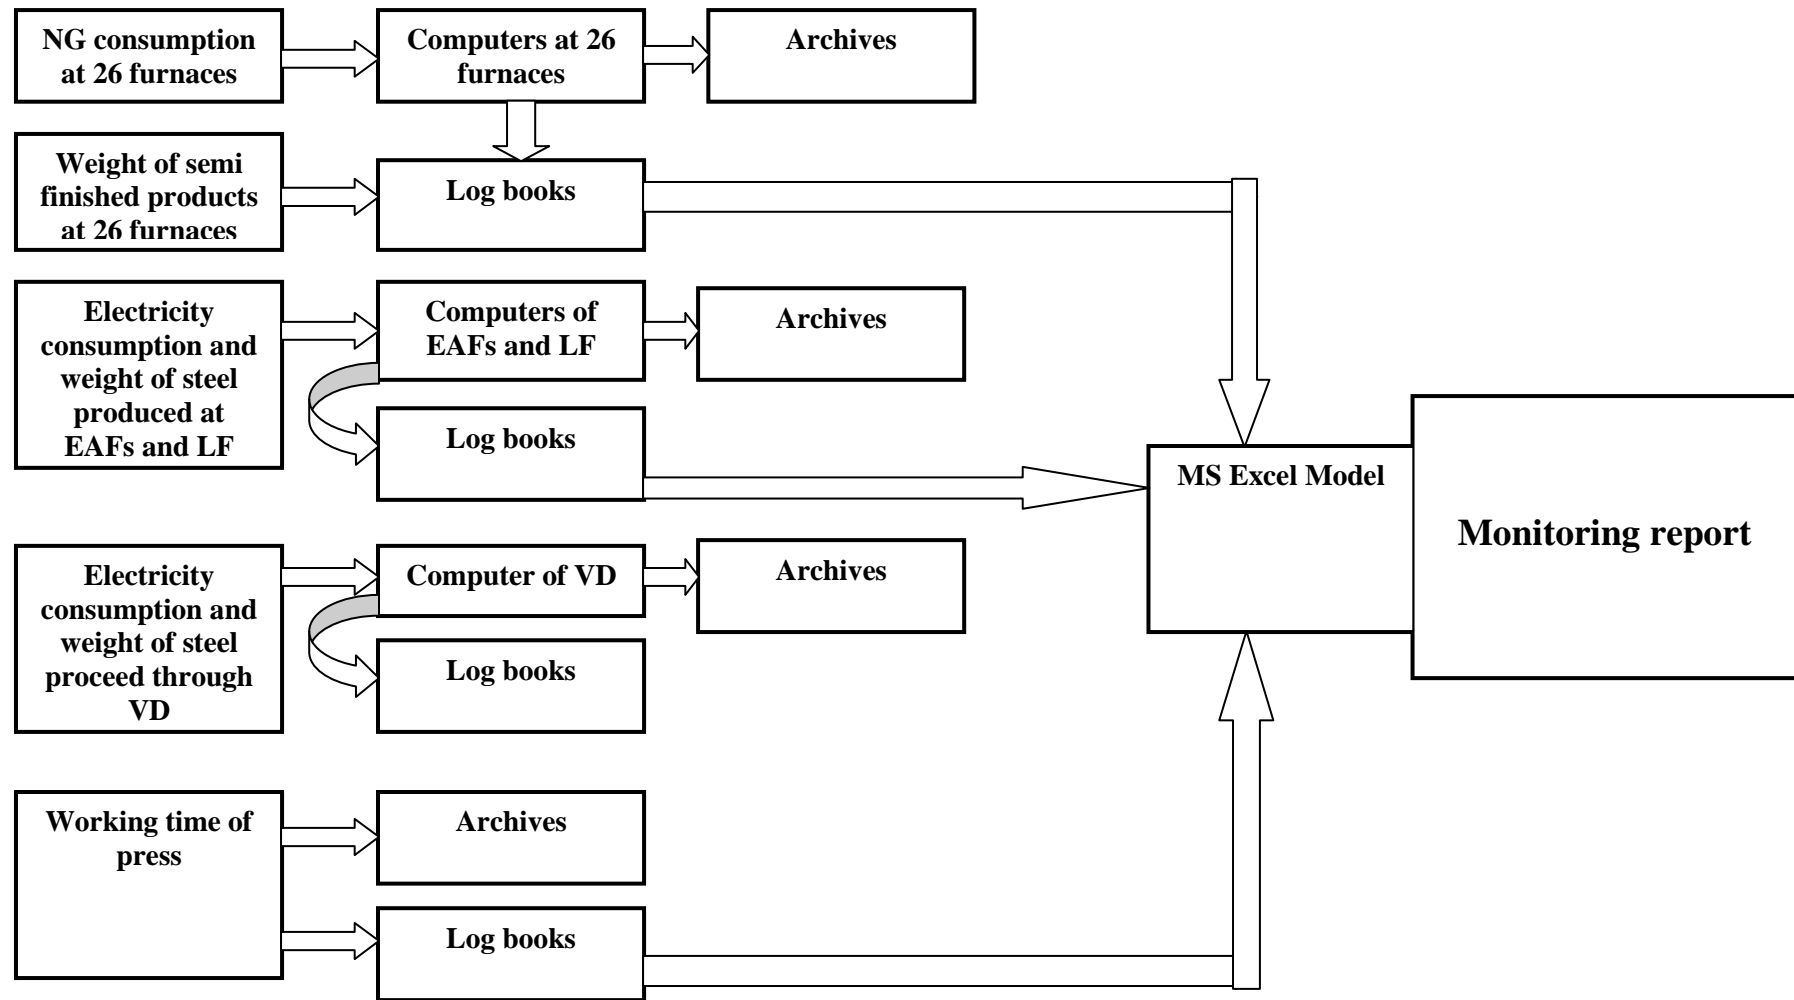 NG consumption
at 26 furnaces
Computers at 26
furnaces
Archives
Weight of semi
finished products
at 26 furnaces
Log books
Electricity
consumption and
weight of steel
produced at
EAFs and LF
Computers of
EAFs and LF
Archives
Log books
MS Excel Model
Monitoring report
Electricity
consumption and
weight of steel
proceed through
VD
Computer of VD
Archives
Log books
Working time of
press
Archives
Log books